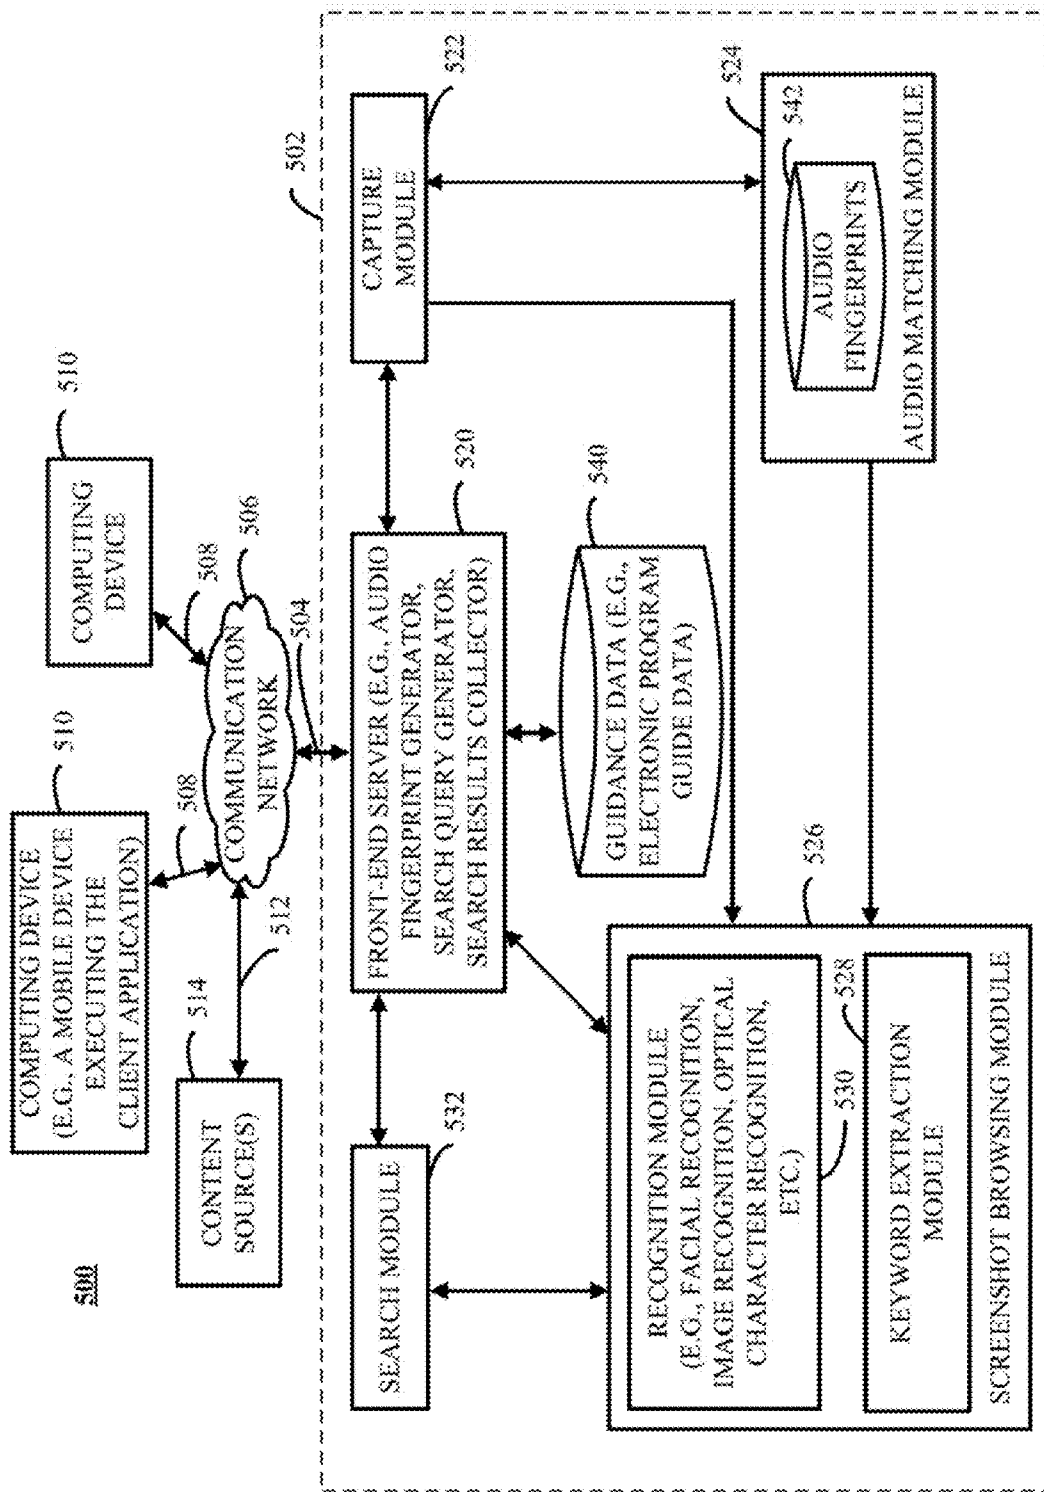 500
COMPUTING DEVICE
(E.G., A MOBILE DEVICE
EXECUTING THE
CLIENT APPLICATION)
510
COMPUTING
DEVICE
510
508
508
CONTENT
SOURCE(S)
514
512
COMMUNICATION
NETWORK
506
504
502
SEARCH MODULE
532
FRONT-END SERVER (E.G., AUDIO
FINGERPRINT GENERATOR,
SEARCH QUERY GENERATOR,
SEARCH RESULTS COLLECTOR)
520
CAPTURE
MODULE
522
GUIDANCE DATA (E.G.,
ELECTRONIC PROGRAM
GUIDE DATA)
540
RECOGNITION MODULE
(E.G., FACIAL RECOGNITION,
IMAGE RECOGNITION, OPTICAL
CHARACTER RECOGNITION,
ETC.)
530
526
KEYWORD EXTRACTION
MODULE
528
SCREENSHOT BROWSING MODULE
524
542
AUDIO
FINGERPRINTS
AUDIO MATCHING MODULE